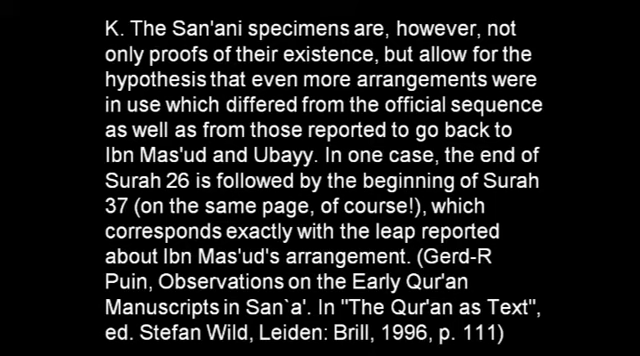 K. The San'ani specimens are, however, not
only proofs of their existence, but allow for the
hypothesis that even more arrangements were
in use which differed from the official sequence
as well as from those reported to go back to
Ibn Mas'ud and Ubayy. In one case, the end of
Surah 26 is followed by the beginning of Surah
37 (on the same page, of course!), which
corresponds exactly with the leap reported
about Ibn Mas'ud's arrangement. (Gerd-R
Puin, Observations on the Early Qur'an
Manuscripts in San`a'. In "The Qur'an as Text",
ed. Stefan Wild, Leiden: Brill, 1996, p. 111)